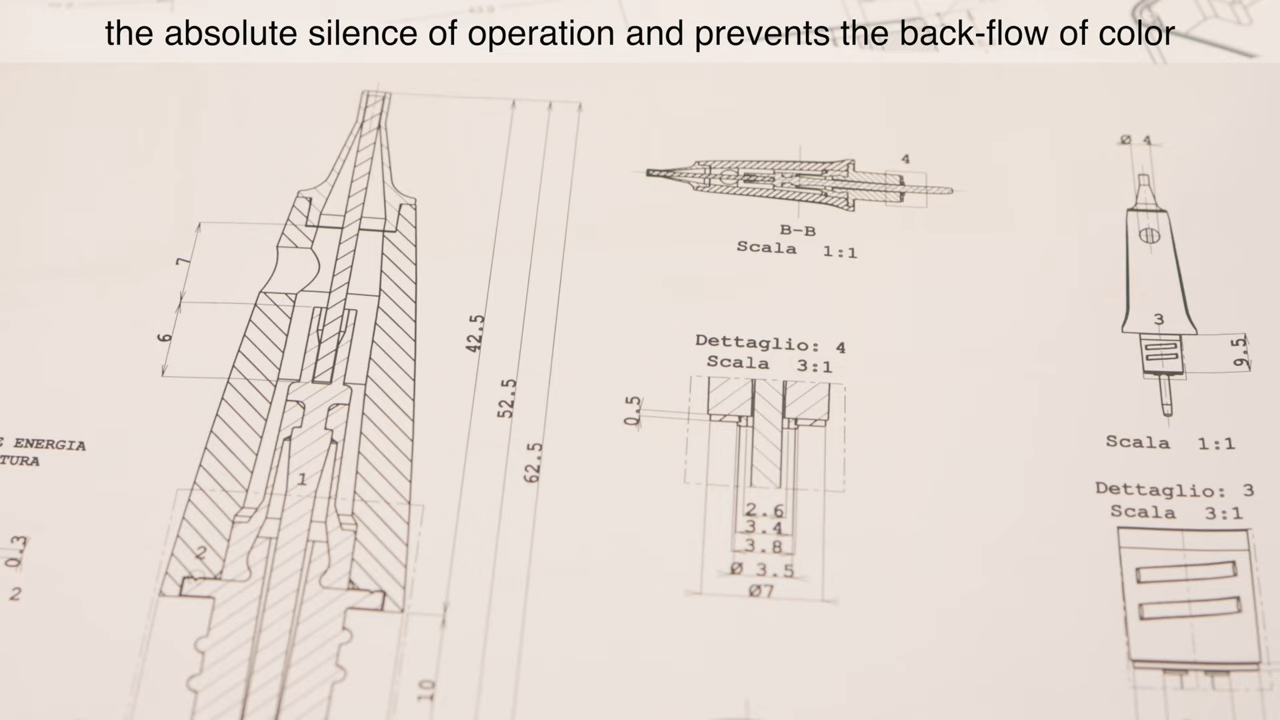 the absolute silence of operation and prevents the back-flow of color
7
6
42.5
52.5
62.5
1
2
10
ENERGIA
TURA
0.3
2
4
B-B
Scala 1:1
Dettaglio: 4
Scala 3:1
0.5
2.6
3.4
3.8
Ø 3.5
Ø7
Ø 4
3
9.5
Scala 1:1
Dettaglio: 3
Scala 3:1